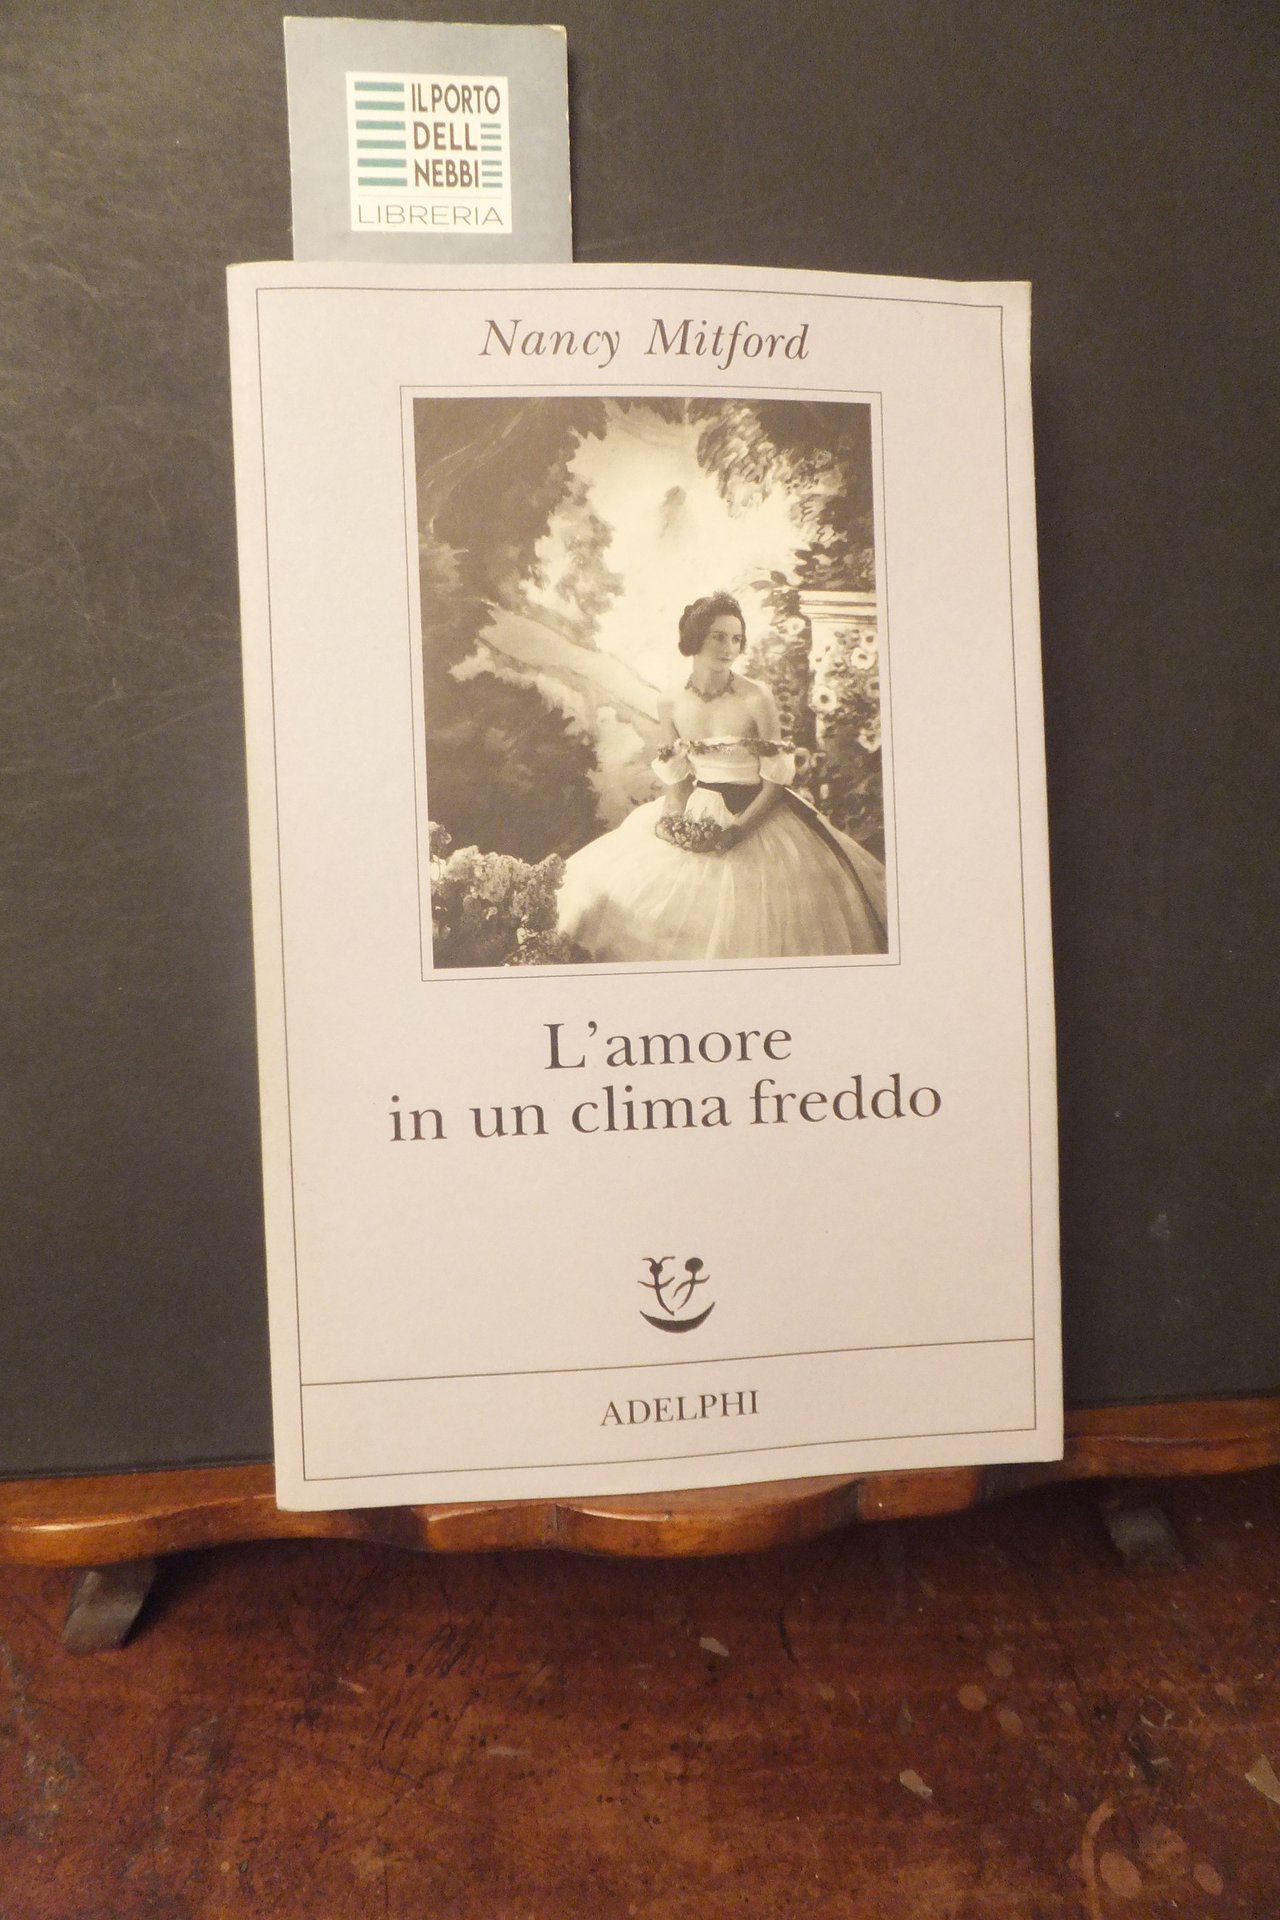 IL PORTO
DELL
NEBBI
LIBRERIA
Nancy Mitford
L'amore
in un clima freddo
ADELPHI